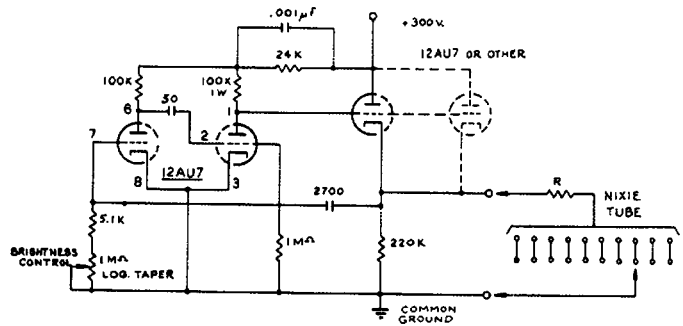 .001µF
+300V.
24K
12AU7 OR OTHER
100K
100K
1W
6
50
1
7
2
12AU7
8
3
2700
R
NIXIE
TUBE
5.1K
BRIGHTNESS
CONTROL
1MΩ
LOG. TAPER
1MΩ
220K
COMMON
GROUND